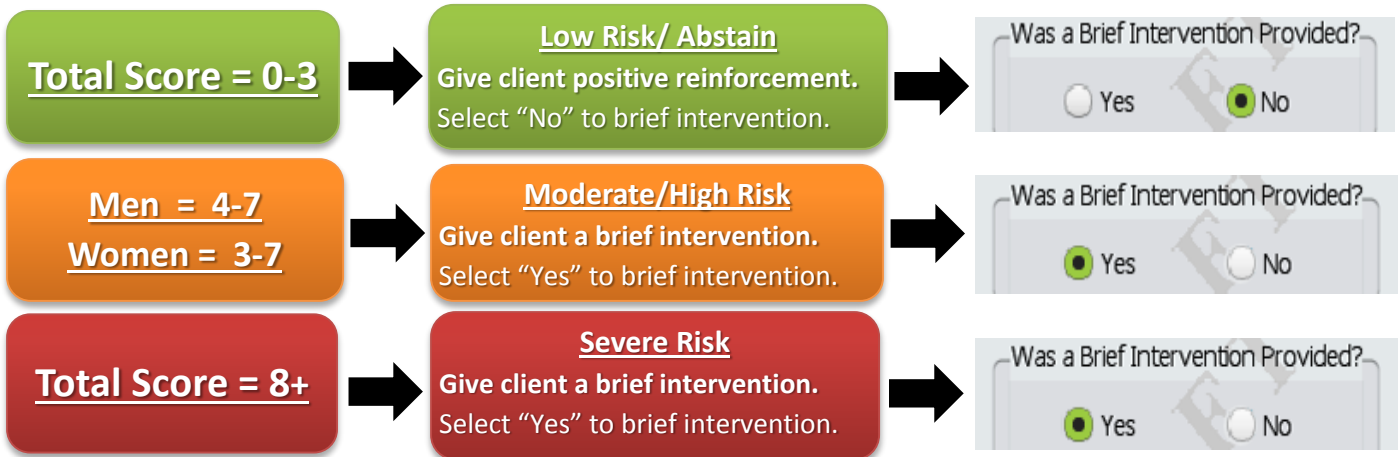 Total Score = 0-3
Low Risk/ Abstain
Give client positive reinforcement.
Select “No” to brief intervention.
Was a Brief Intervention Provided?
Yes No
Men = 4-7
Women = 3-7
Moderate/High Risk
Give client a brief intervention.
Select “Yes” to brief intervention.
Was a Brief Intervention Provided?
Yes No
Total Score = 8+
Severe Risk
Give client a brief intervention.
Select “Yes” to brief intervention.
Was a Brief Intervention Provided?
Yes No